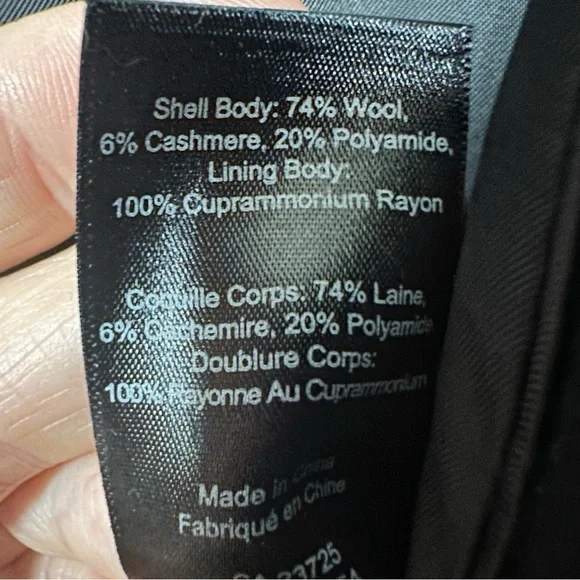 Shell Body: 74% Wool,
6% Cashmere, 20% Polyamide,
Lining Body:
100% Cuprammonium Rayon
Coquille Corps: 74% Laine,
6% Cachemire, 20% Polyamide
Doublure Corps:
100% Rayonne Au Cuprammonium
Made in China
Fabriqué en Chine